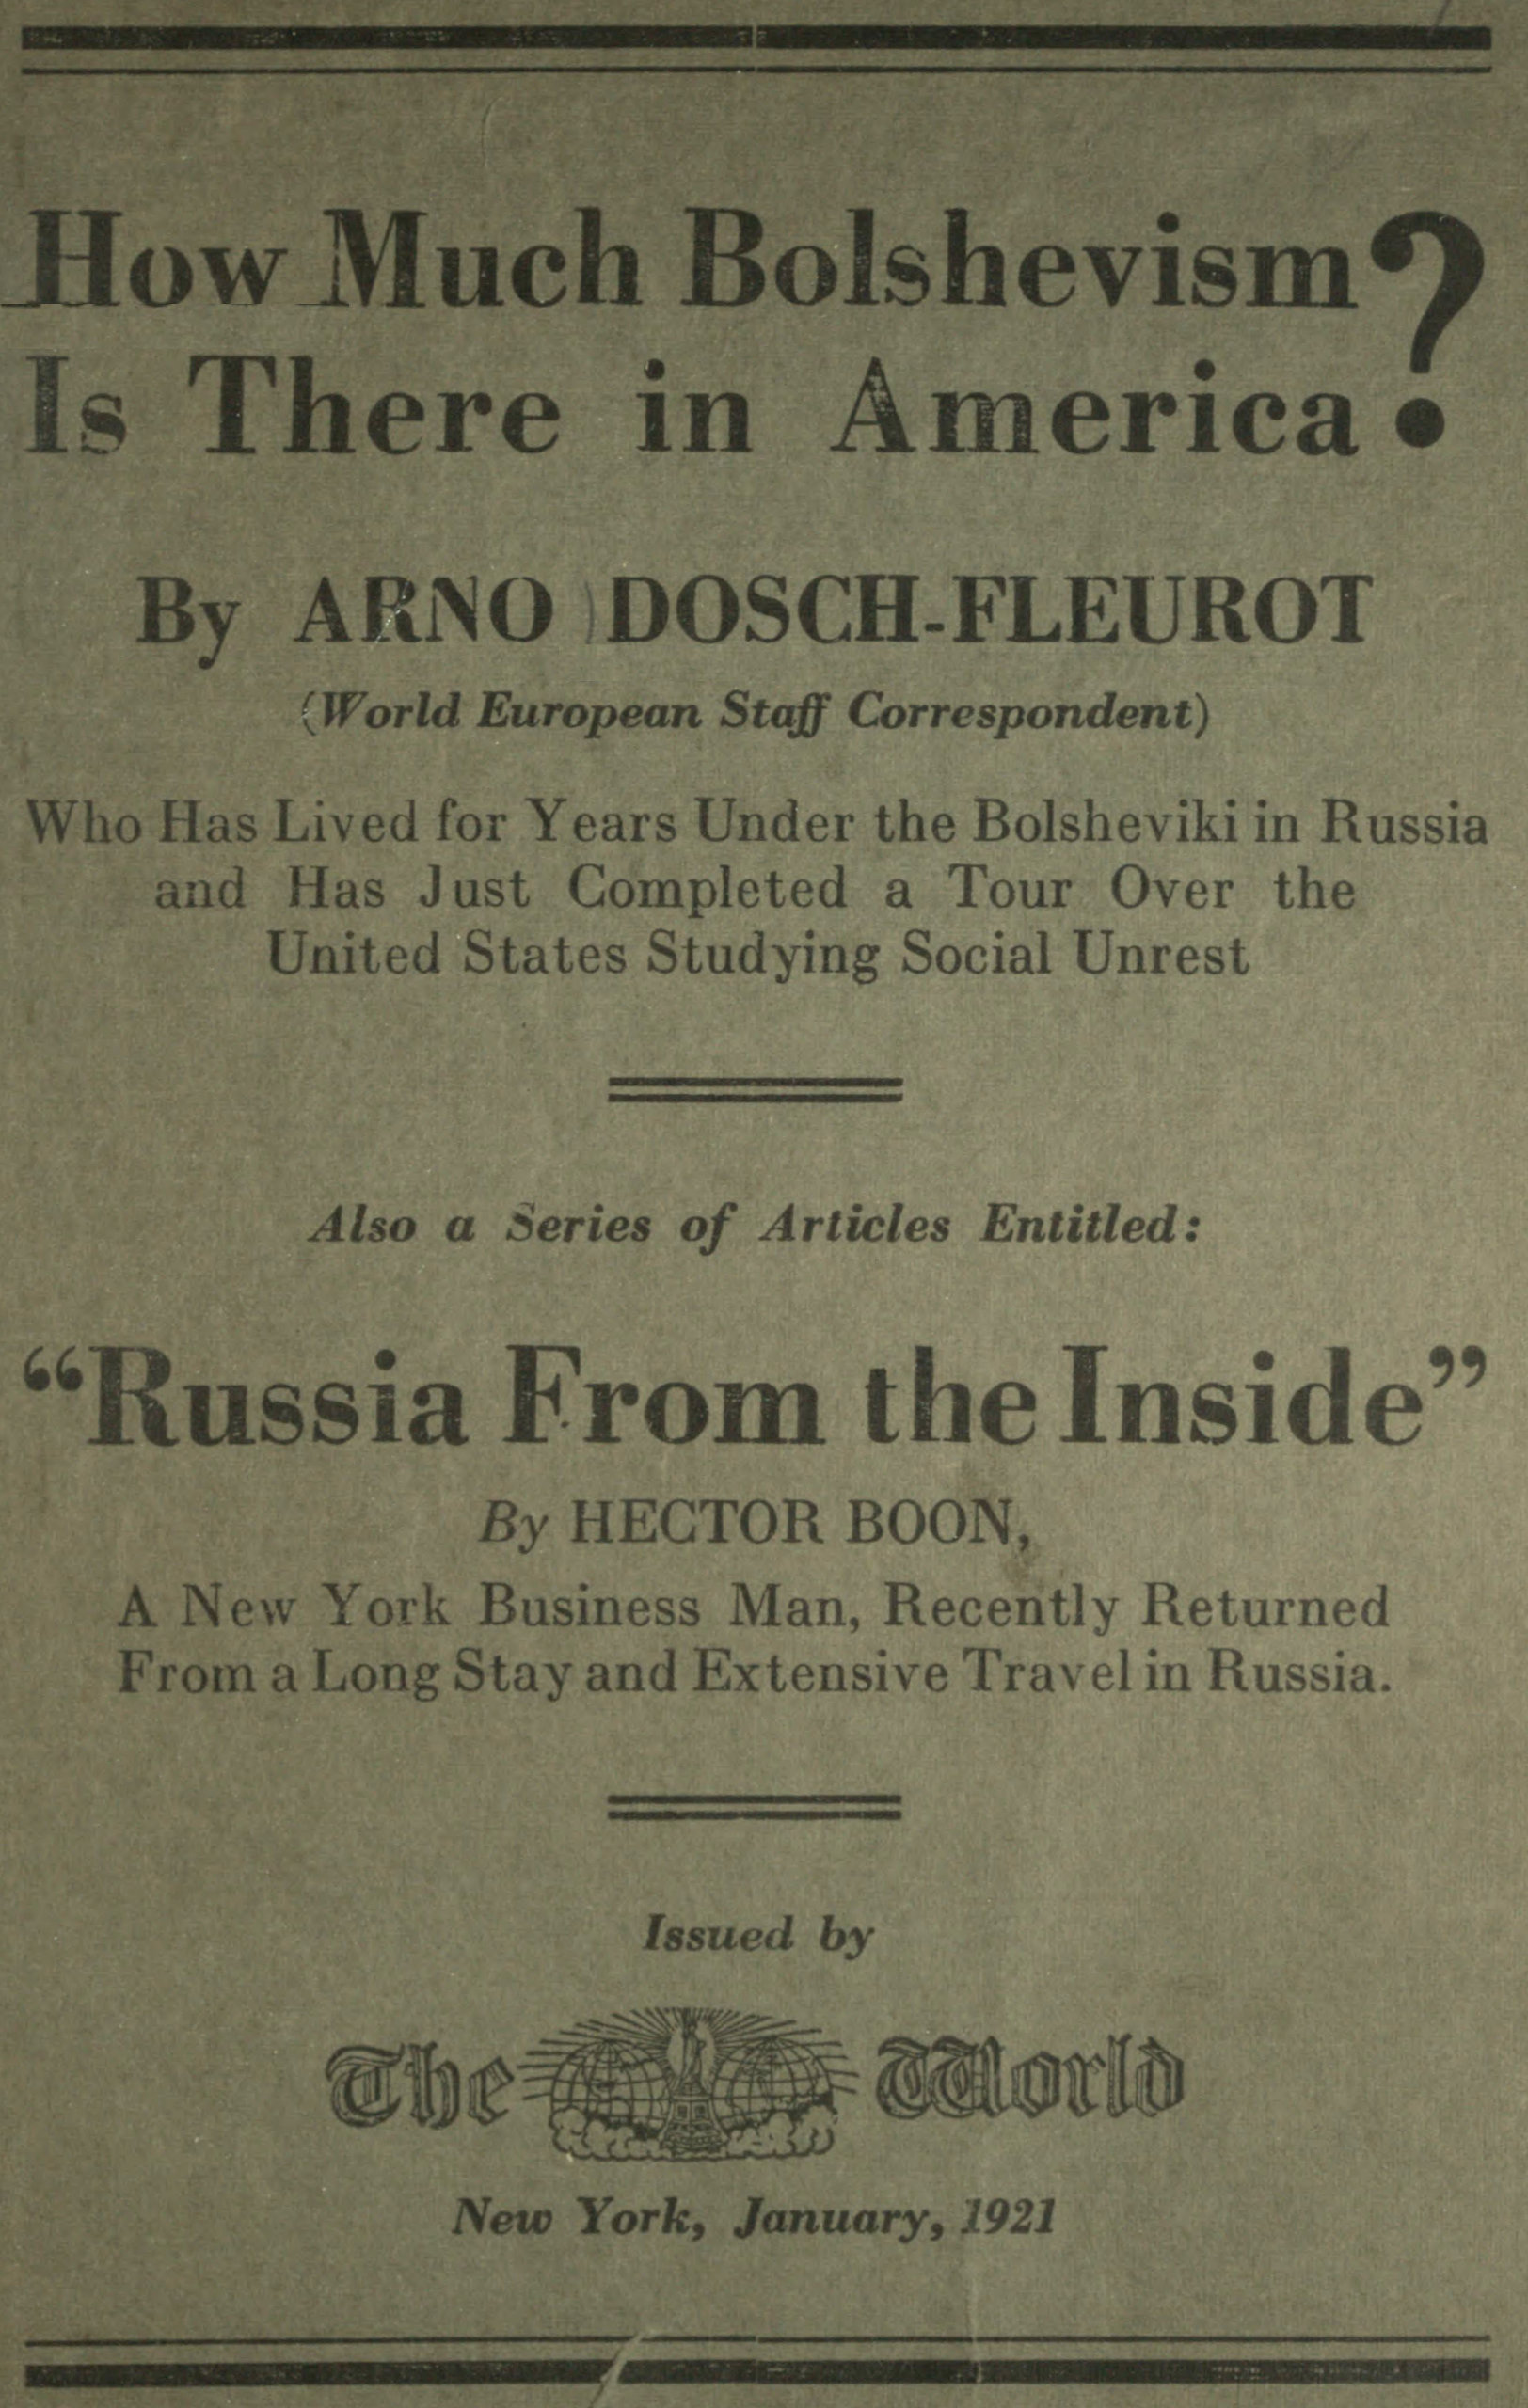 How Much Bolshevism
Is There in America?
By ARNO DOSCH-FLEUROT
(World European Staff Correspondent)
Who Has Lived for Years Under the Bolsheviki in Russia
and Has Just Completed a Tour Over the
United States Studying Social Unrest
Also a Series of Articles Entitled:
“Russia From the Inside”
By HECTOR BOON,
A New York Business Man, Recently Returned
From a Long Stay and Extensive Travel in Russia.
Issued by
The World
New York, January, 1921